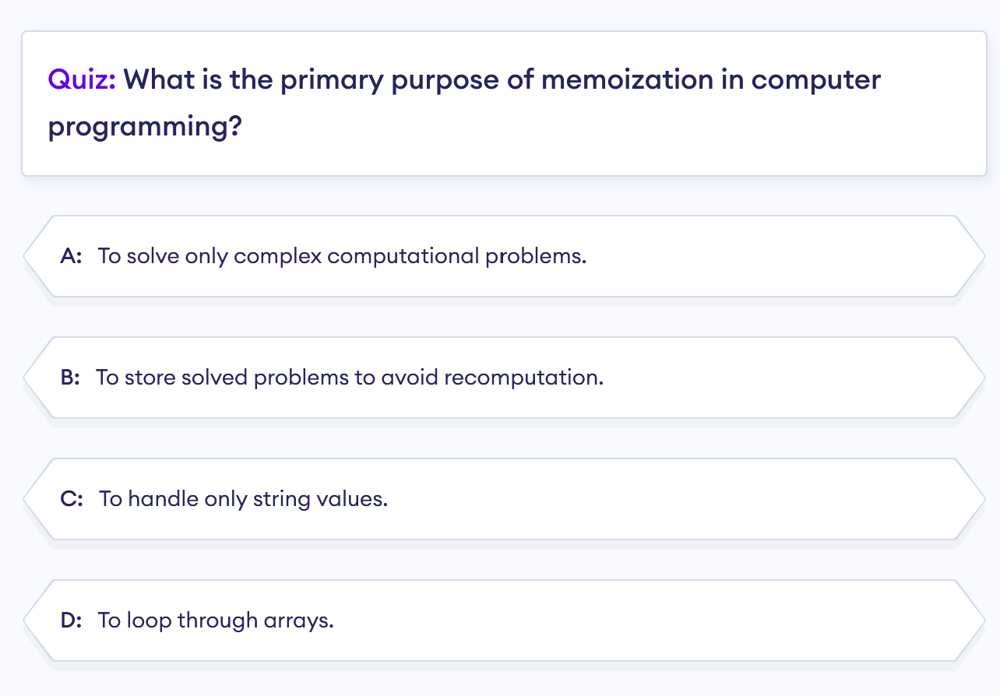 Quiz: What is the primary purpose of memoization in computer
programming?
A: To solve only complex computational problems.
B: To store solved problems to avoid recomputation.
C: To handle only string values.
D: To loop through arrays.